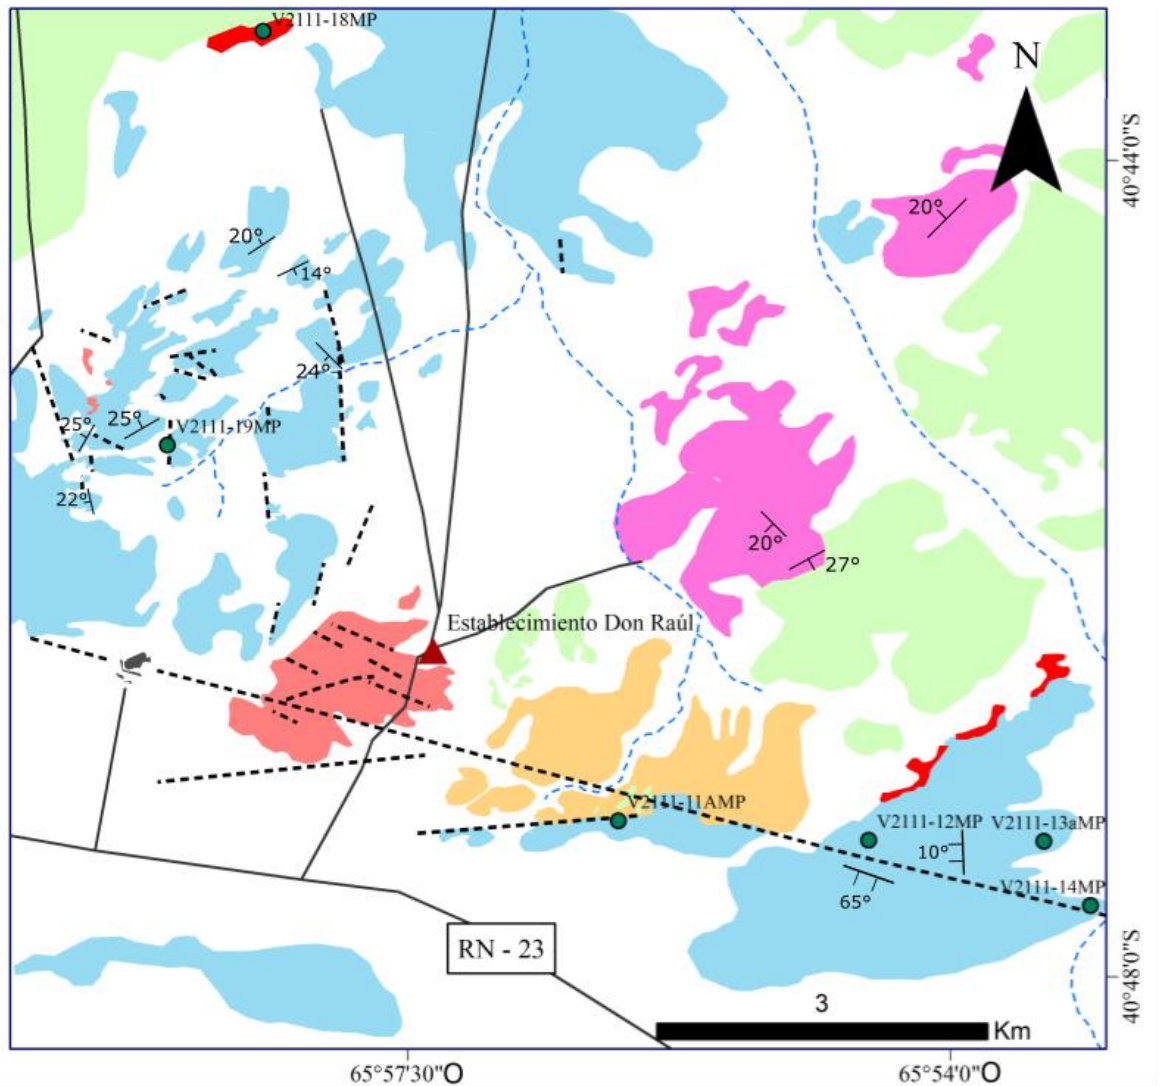 V2111-18MP
N
40°44'0"S
20°
20°
14°
24°
25°
25°
V2111-19MP
22°
20°
27°
Establecimiento Don Raúl
V2111-11AMP
V2111-12MP
V2111-13aMP
10°
65°
V2111-14MP
RN - 23
40°48'0"S
3
Km
65°57'30"O
65°54'0"O